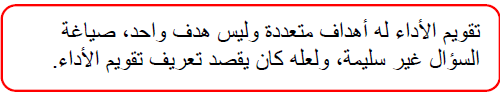 تقويم الأداء له أهداف متعددة وليس هدف واحد، صياغة
السؤال غير سليمة، ولعله كان يقصد تعريف تقويم الأداء.